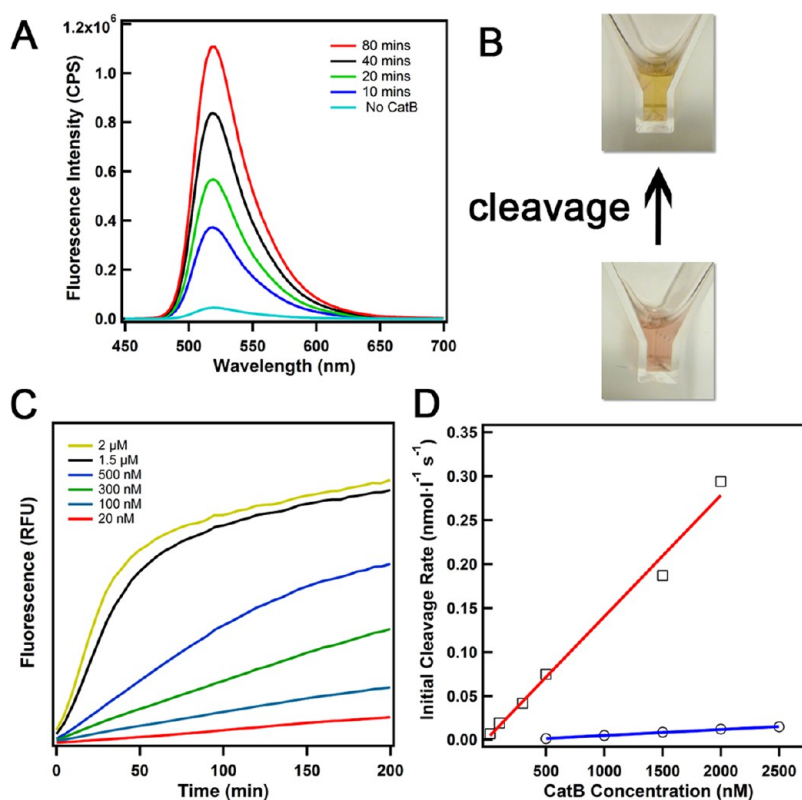 A
1.2x10⁶
1.0
0.8
0.6
0.4
0.2
0.0
Fluorescence Intensity (CPS)
80 mins
40 mins
20 mins
10 mins
No CatB
450 500 550 600 650 700
Wavelength (nm)
B
cleavage
C
2 μM
1.5 μM
500 nM
300 nM
100 nM
20 nM
Fluorescence (RFU)
0 50 100 150 200
Time (min)
D
0.35
0.30
0.25
0.20
0.15
0.10
0.05
0.00
Initial Cleavage Rate (nmol·l⁻¹ s⁻¹)
500 1000 1500 2000 2500
CatB Concentration (nM)